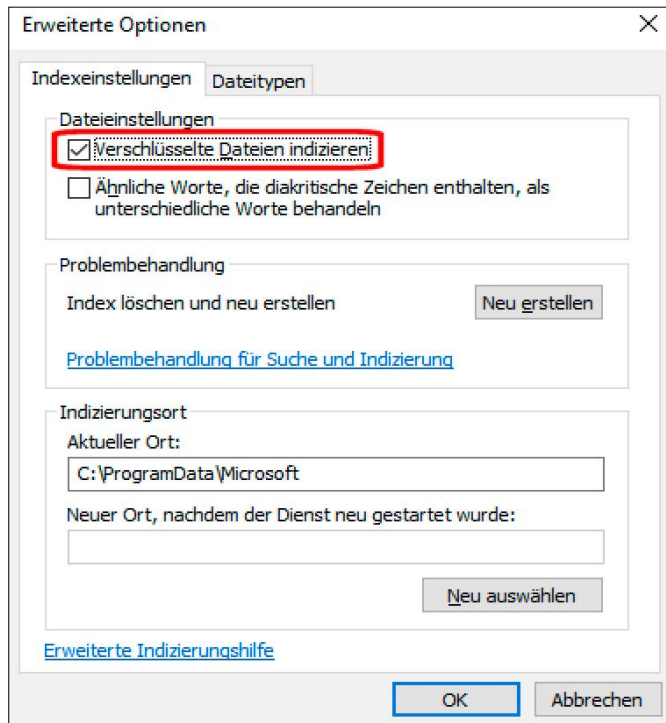 Erweiterte Optionen
Indexeinstellungen
Dateitypen
Dateieinstellungen
Verschlüsselte Dateien indizieren
Ähnliche Worte, die diakritische Zeichen enthalten, als
unterschiedliche Worte behandeln
Problembehandlung
Index löschen und neu erstellen
Neu erstellen
Problembehandlung für Suche und Indizierung
Indizierungsort
Aktueller Ort:
C:\ProgramData\Microsoft
Neuer Ort, nachdem der Dienst neu gestartet wurde:
Neu auswählen
Erweiterte Indizierungshilfe
OK
Abbrechen